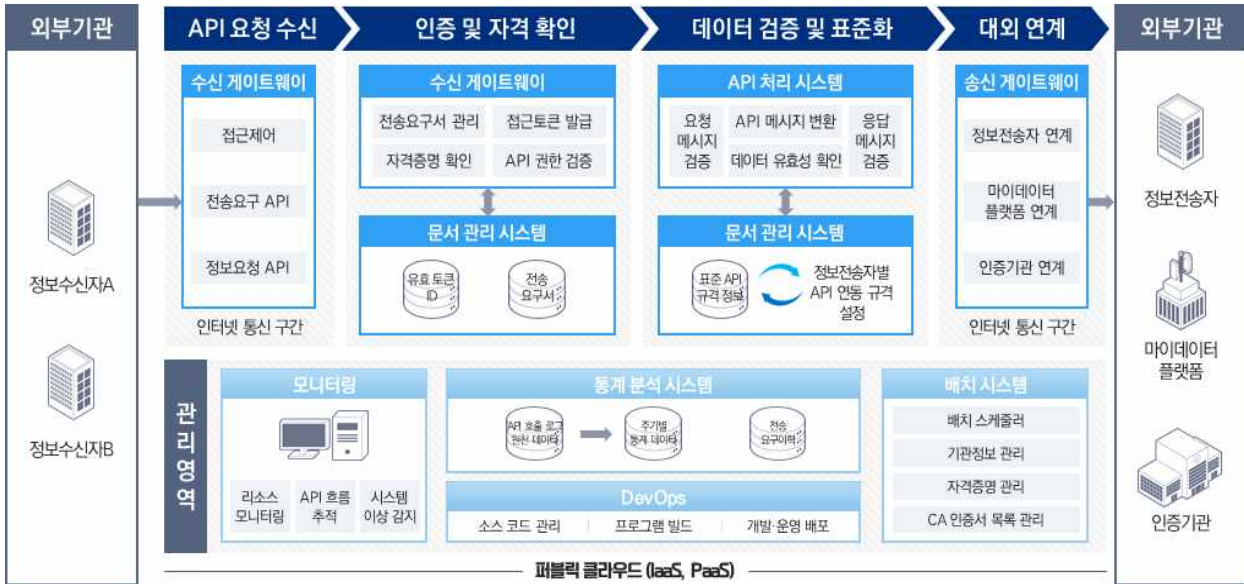 외부기관
정보수신자A
정보수신자B
API 요청 수신
수신 게이트웨이
접근제어
전송요구 API
정보요청 API
인터넷 통신 구간
인증 및 자격 확인
수신 게이트웨이
전송요구서 관리
접근토큰 발급
자격증명 확인
API 권한 검증
문서 관리 시스템
유효 토큰
ID
전송
요구서
데이터 검증 및 표준화
API 처리 시스템
요청
메시지
검증
API 메시지 변환
데이터 유효성 확인
응답
메시지
검증
문서 관리 시스템
표준 API
규격 정보
정보전송자별
API 연동 규격
설정
대외 연계
송신 게이트웨이
정보전송자 연계
마이데이터
플랫폼 연계
인증기관 연계
인터넷 통신 구간
외부기관
정보전송자
마이데이터
플랫폼
인증기관
관리영역
모니터링
리소스
모니터링
API 흐름
추적
시스템
이상 감지
통계 분석 시스템
API 호출 로그
원천 데이터
주기별
통계 데이터
전송
요구이력
DevOps
소스 코드 관리
프로그램 빌드
개발·운영 배포
배치 시스템
배치 스케줄러
기관정보 관리
자격증명 관리
CA 인증서 목록 관리
퍼블릭 클라우드 (IaaS, PaaS)